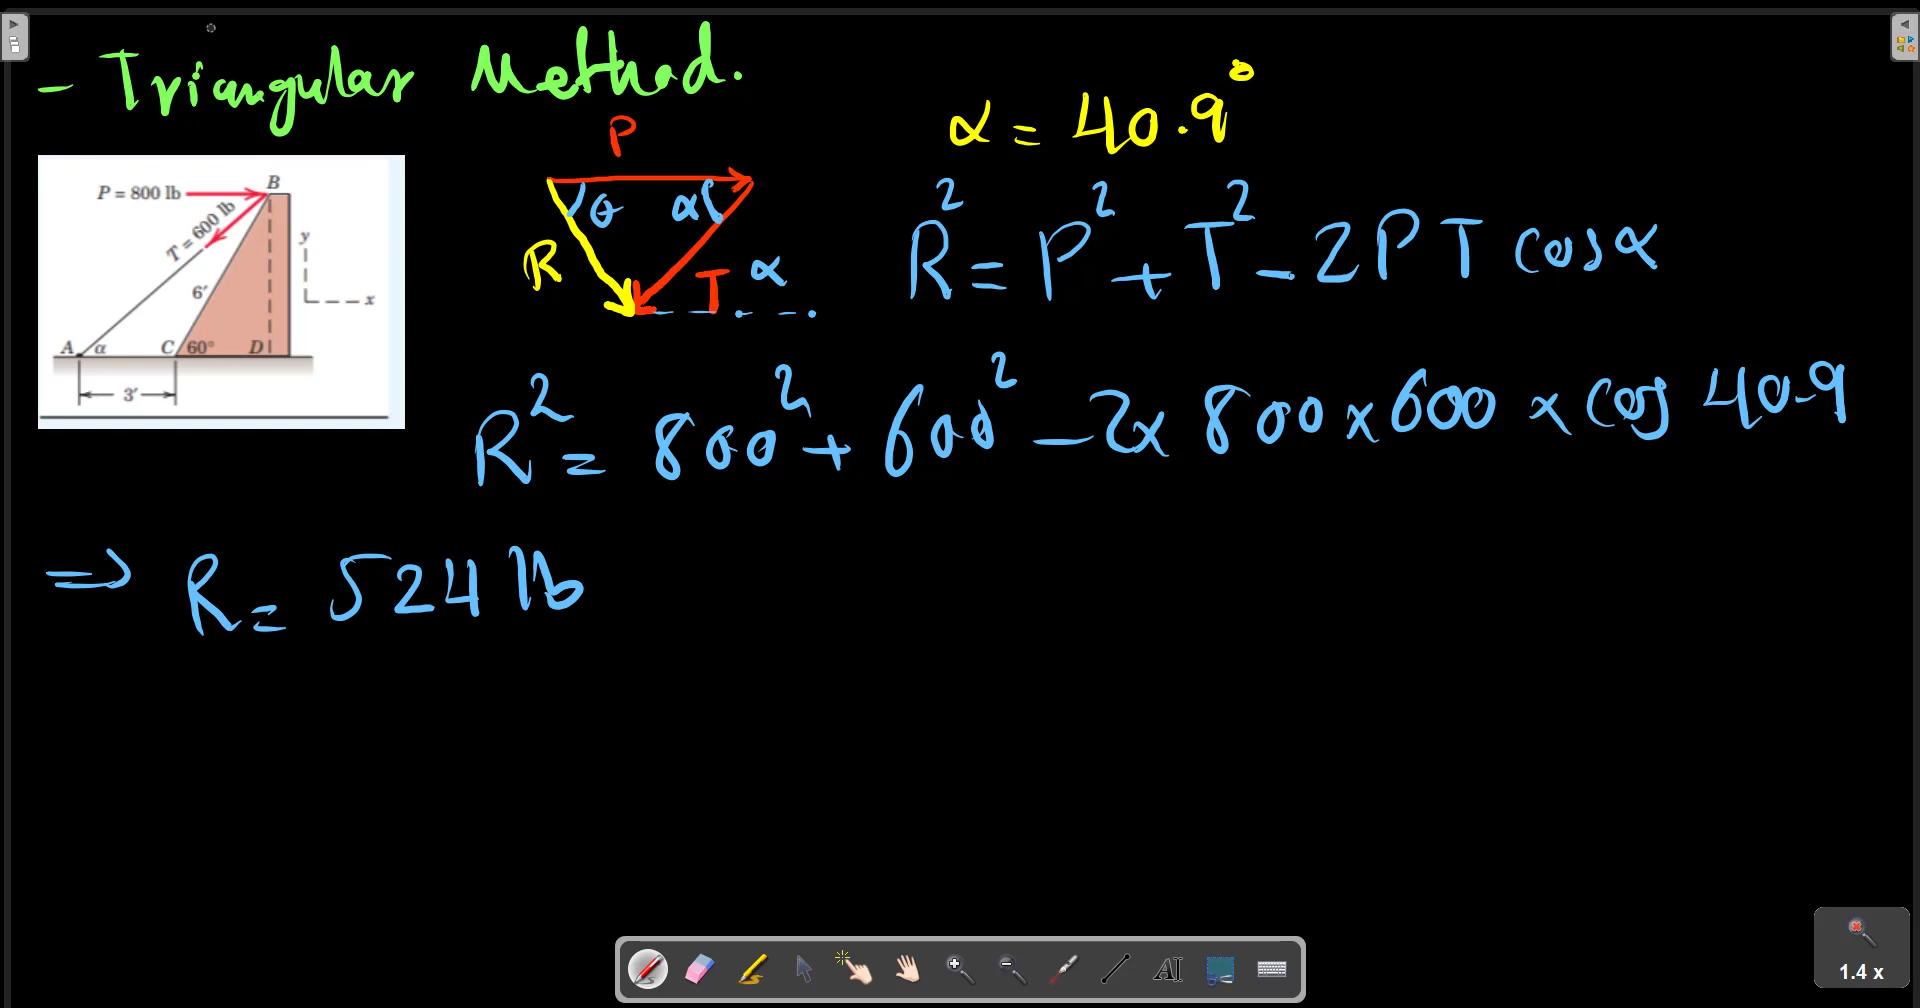 - Triangular Method.
α = 40.9°
P
θ
α
R
T
α
R² = P² + T² - 2PT cosα
P = 800 lb
B
T = 600 lb
y
6'
x
A
α
C
60°
D
3'
R² = 800² + 600² - 2x 800 x 600 x cos 40.9
=> R = 524 lb
AI
1.4 x